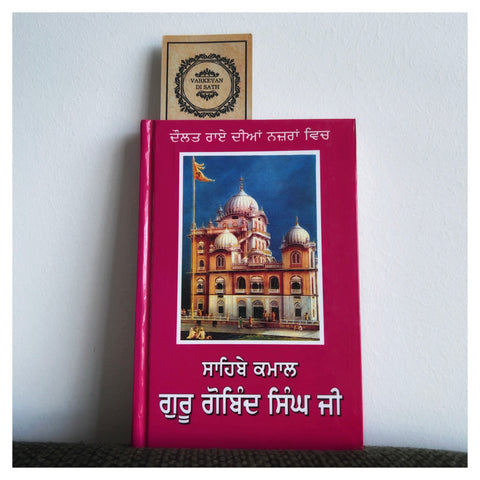 VARKEYAN
DI SATH
ਦੌਲਤ ਰਾਏ ਦੀਆਂ ਨਜ਼ਰਾਂ ਵਿਚ
ਸਾਹਿਬੇ ਕਮਾਲ
ਗੁਰੂ ਗੋਬਿੰਦ ਸਿੰਘ ਜੀ